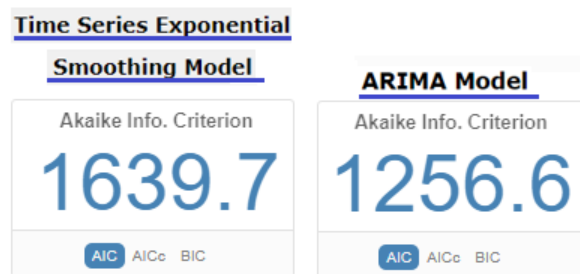 Time Series Exponential
Smoothing Model
Akaike Info. Criterion
1639.7
AIC AICc BIC
ARIMA Model
Akaike Info. Criterion
1256.6
AIC AICc BIC